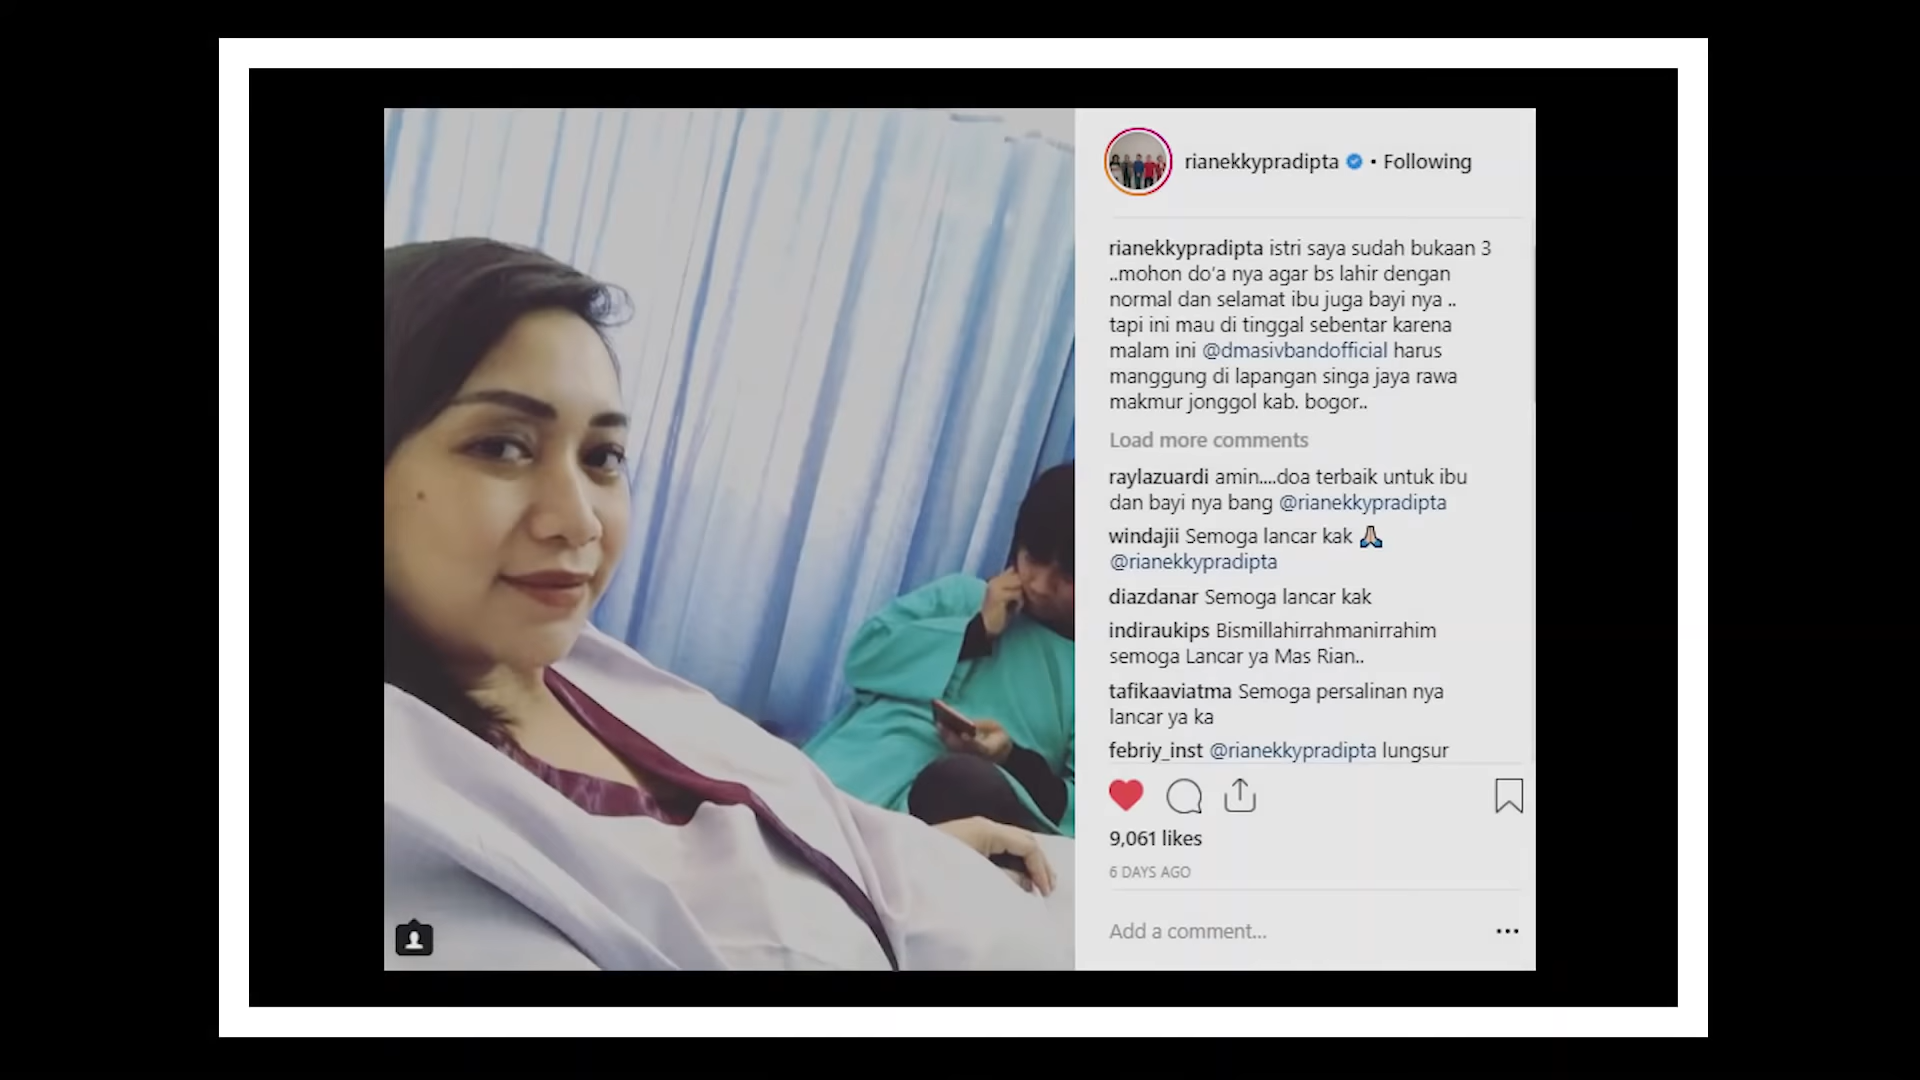 rianekkypradipta • Following
rianekkypradipta istri saya sudah bukaan 3
..mohon do'a nya agar bs lahir dengan
normal dan selamat ibu juga bayi nya ..
tapi ini mau di tinggal sebentar karena
malam ini @dmasivbandofficial harus
manggung di lapangan singa jaya rawa
makmur jonggol kab. bogor..
Load more comments
raylazuardi amin....doa terbaik untuk ibu
dan bayi nya bang @rianekkypradipta
windajii Semoga lancar kak 🙏
@rianekkypradipta
diazdanar Semoga lancar kak
indiraukips Bismillahirrahmanirrahim
semoga Lancar ya Mas Rian..
tafikaaviatma Semoga persalinan nya
lancar ya ka
febriy_inst @rianekkypradipta lungsur
9,061 likes
6 DAYS AGO
Add a comment...